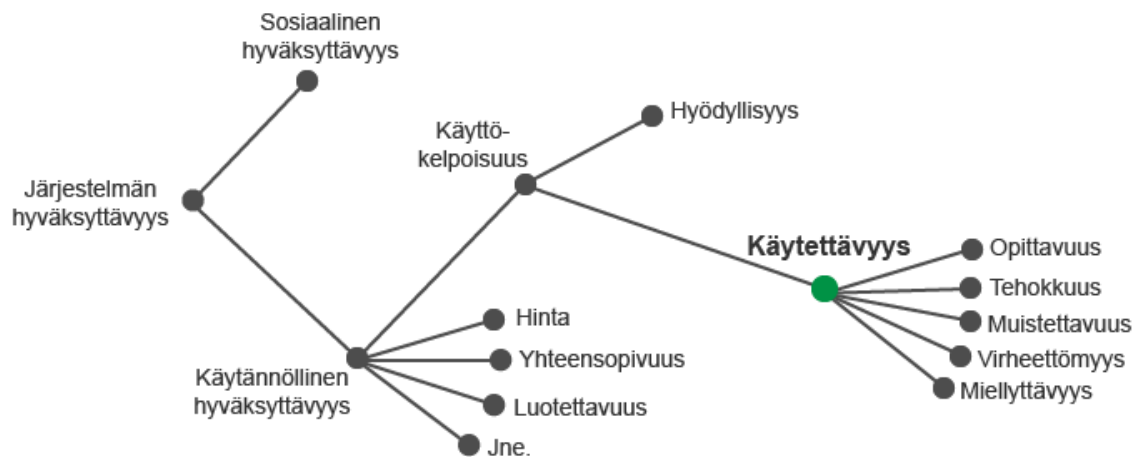 Sosiaalinen
hyväksyttävyys
Järjestelmän
hyväksyttävyys
Käyttö-
kelpoisuus
Hyödyllisyys
Käytettävyys
Opittavuus
Tehokkuus
Muistettavuus
Virheettömyys
Miellyttävyys
Käytännöllinen
hyväksyttävyys
Hinta
Yhteensopivuus
Luotettavuus
Jne.